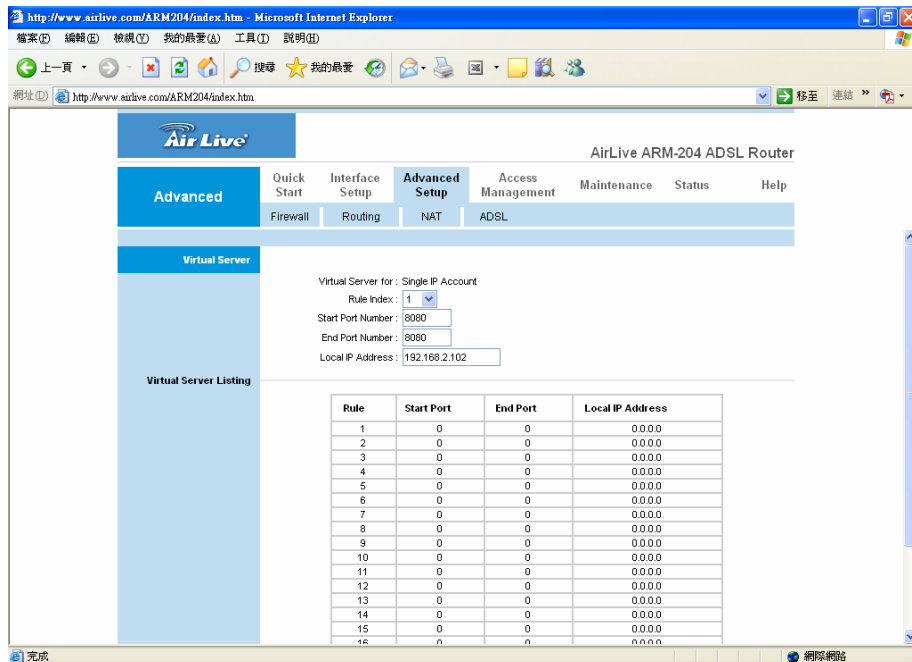 http://www.airlive.com/ARM204/index.htm - Microsoft Internet Explorer
檔案(F) 編輯(E) 檢視(V) 我的最愛(A) 工具(T) 說明(H)
上一頁 搜尋 我的最愛
網址(D) http://www.airlive.com/ARM204/index.htm 移至 連結 »
Air Live
AirLive ARM-204 ADSL Router
Advanced
Quick Start
Interface Setup
Advanced Setup
Access Management
Maintenance
Status
Help
Firewall Routing NAT ADSL
Virtual Server
Virtual Server for : Single IP Account
Rule Index : 1
Start Port Number : 8080
End Port Number : 8080
Local IP Address : 192.168.2.102
Virtual Server Listing
Rule Start Port End Port Local IP Address
1 0 0 0.0.0.0
2 0 0 0.0.0.0
3 0 0 0.0.0.0
4 0 0 0.0.0.0
5 0 0 0.0.0.0
6 0 0 0.0.0.0
7 0 0 0.0.0.0
8 0 0 0.0.0.0
9 0 0 0.0.0.0
10 0 0 0.0.0.0
11 0 0 0.0.0.0
12 0 0 0.0.0.0
13 0 0 0.0.0.0
14 0 0 0.0.0.0
15 0 0 0.0.0.0
16 0 0 0.0.0.0
完成 網際網路